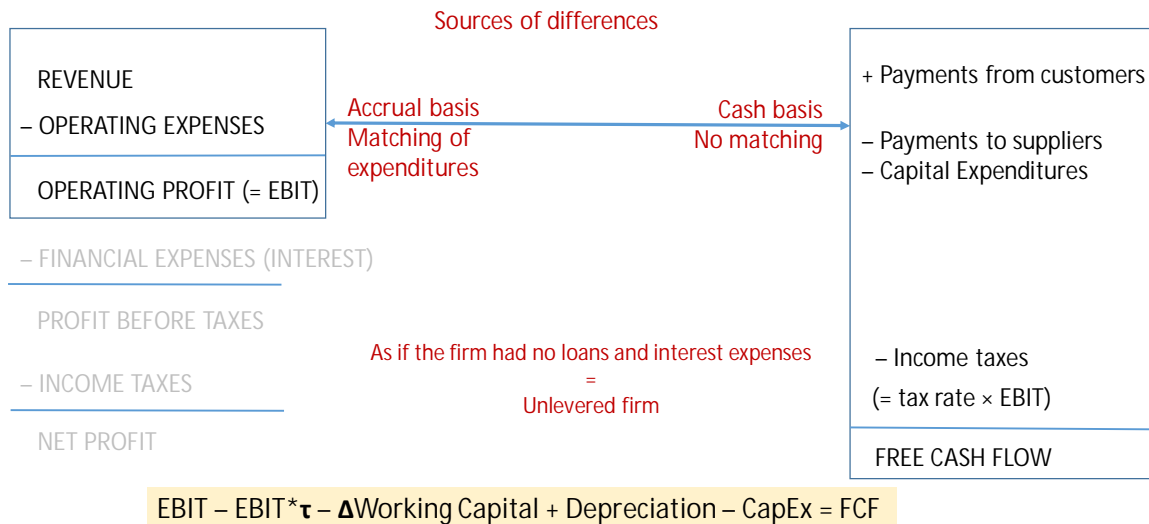 Sources of differences
REVENUE
– OPERATING EXPENSES
OPERATING PROFIT (= EBIT)
– FINANCIAL EXPENSES (INTEREST)
PROFIT BEFORE TAXES
– INCOME TAXES
NET PROFIT
Accrual basis
Matching of
expenditures
Cash basis
No matching
As if the firm had no loans and interest expenses
=
Unlevered firm
+ Payments from customers
– Payments to suppliers
– Capital Expenditures
– Income taxes
(= tax rate × EBIT)
FREE CASH FLOW
EBIT – EBIT*τ – ΔWorking Capital + Depreciation – CapEx = FCF